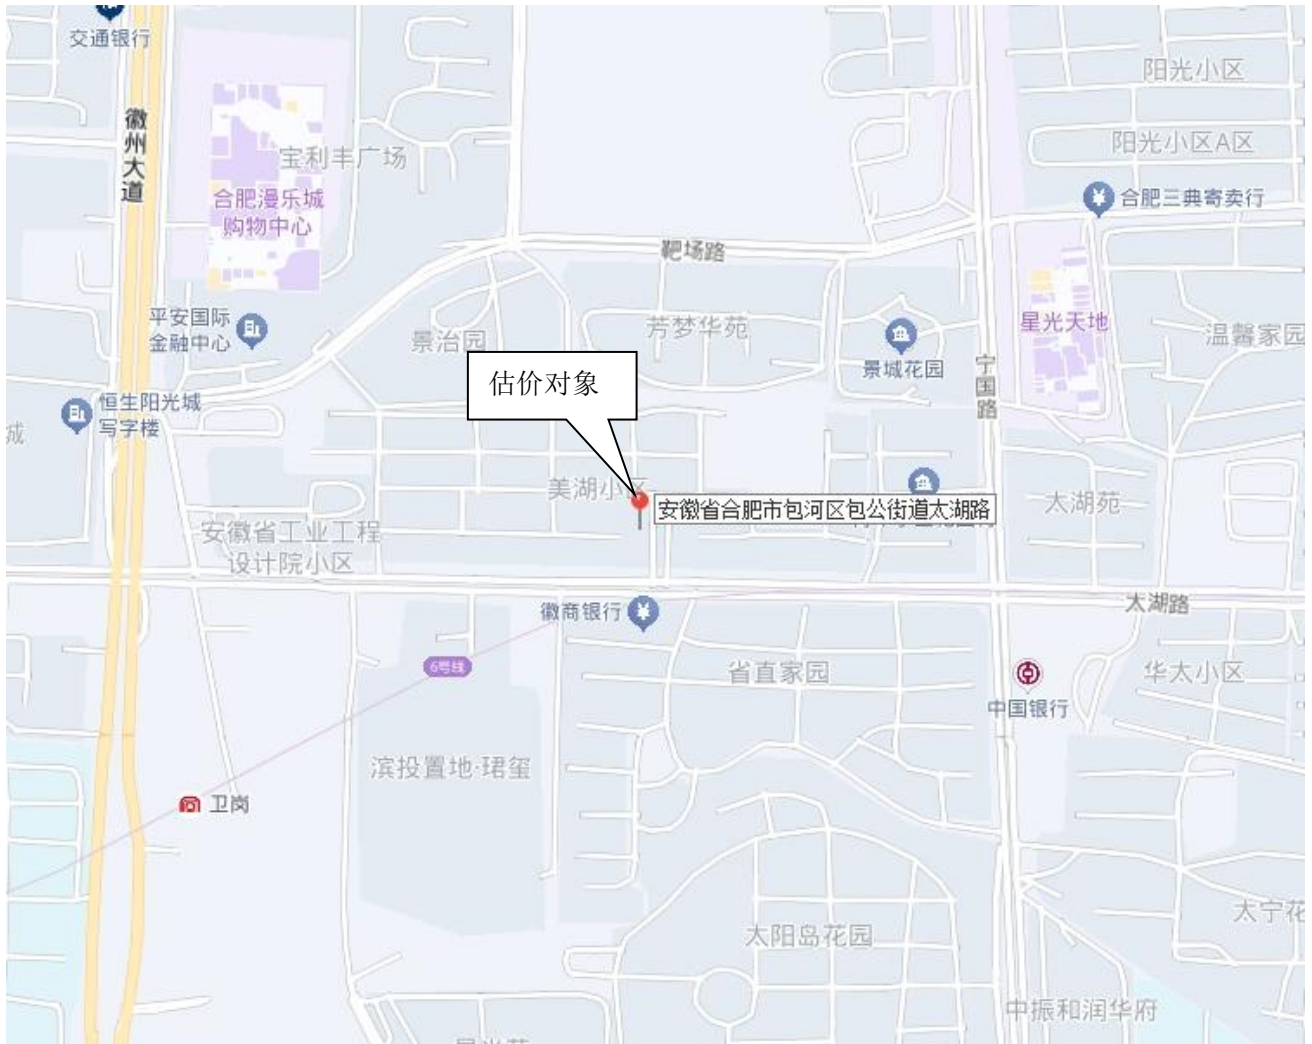 交通银行
阳光小区
徽州大道
阳光小区A区
宝利丰广场
合肥漫乐城
购物中心
合肥三典寄卖行
靶场路
平安国际
金融中心
星光天地
景治园
芳梦华苑
温馨家园
景城花园
宁国路
估价对象
恒生阳光城
写字楼
城
美湖小区
安徽省合肥市包河区包公街道太湖路
太湖苑
安徽省工业工程
设计院小区
徽商银行
太湖路
6号线
省直家园
华太小区
中国银行
滨投置地·珺玺
卫岗
太宁花
太阳岛花园
中振和润华府